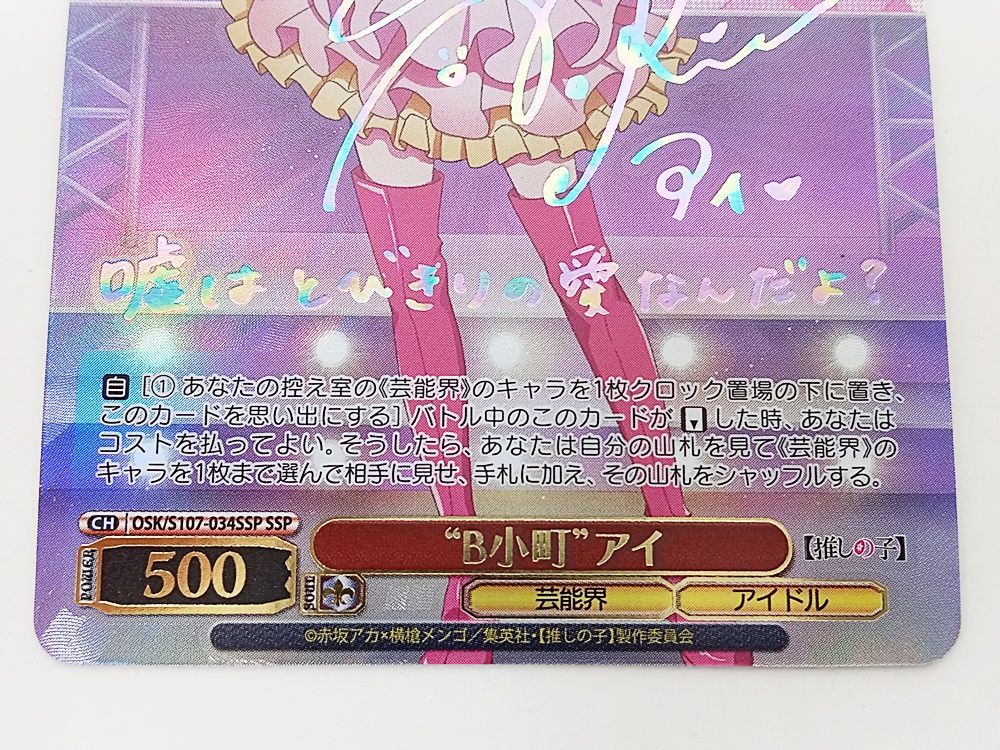 アイ
嘘はとびきりの愛なんだよ?
自 [① あなたの控え室の《芸能界》のキャラを1枚クロック置場の下に置き、
このカードを思い出にする] バトル中のこのカードが した時、あなたは
コストを払ってよい。そうしたら、あなたは自分の山札を見て《芸能界》の
キャラを1枚まで選んで相手に見せ、手札に加え、その山札をシャッフルする。
CH OSK/S107-034SSP SSP
“B小町” アイ
【推しの子】
POWER 500
SOUL
芸能界 アイドル
©赤坂アカ×横槍メンゴ/集英社・【推しの子】製作委員会